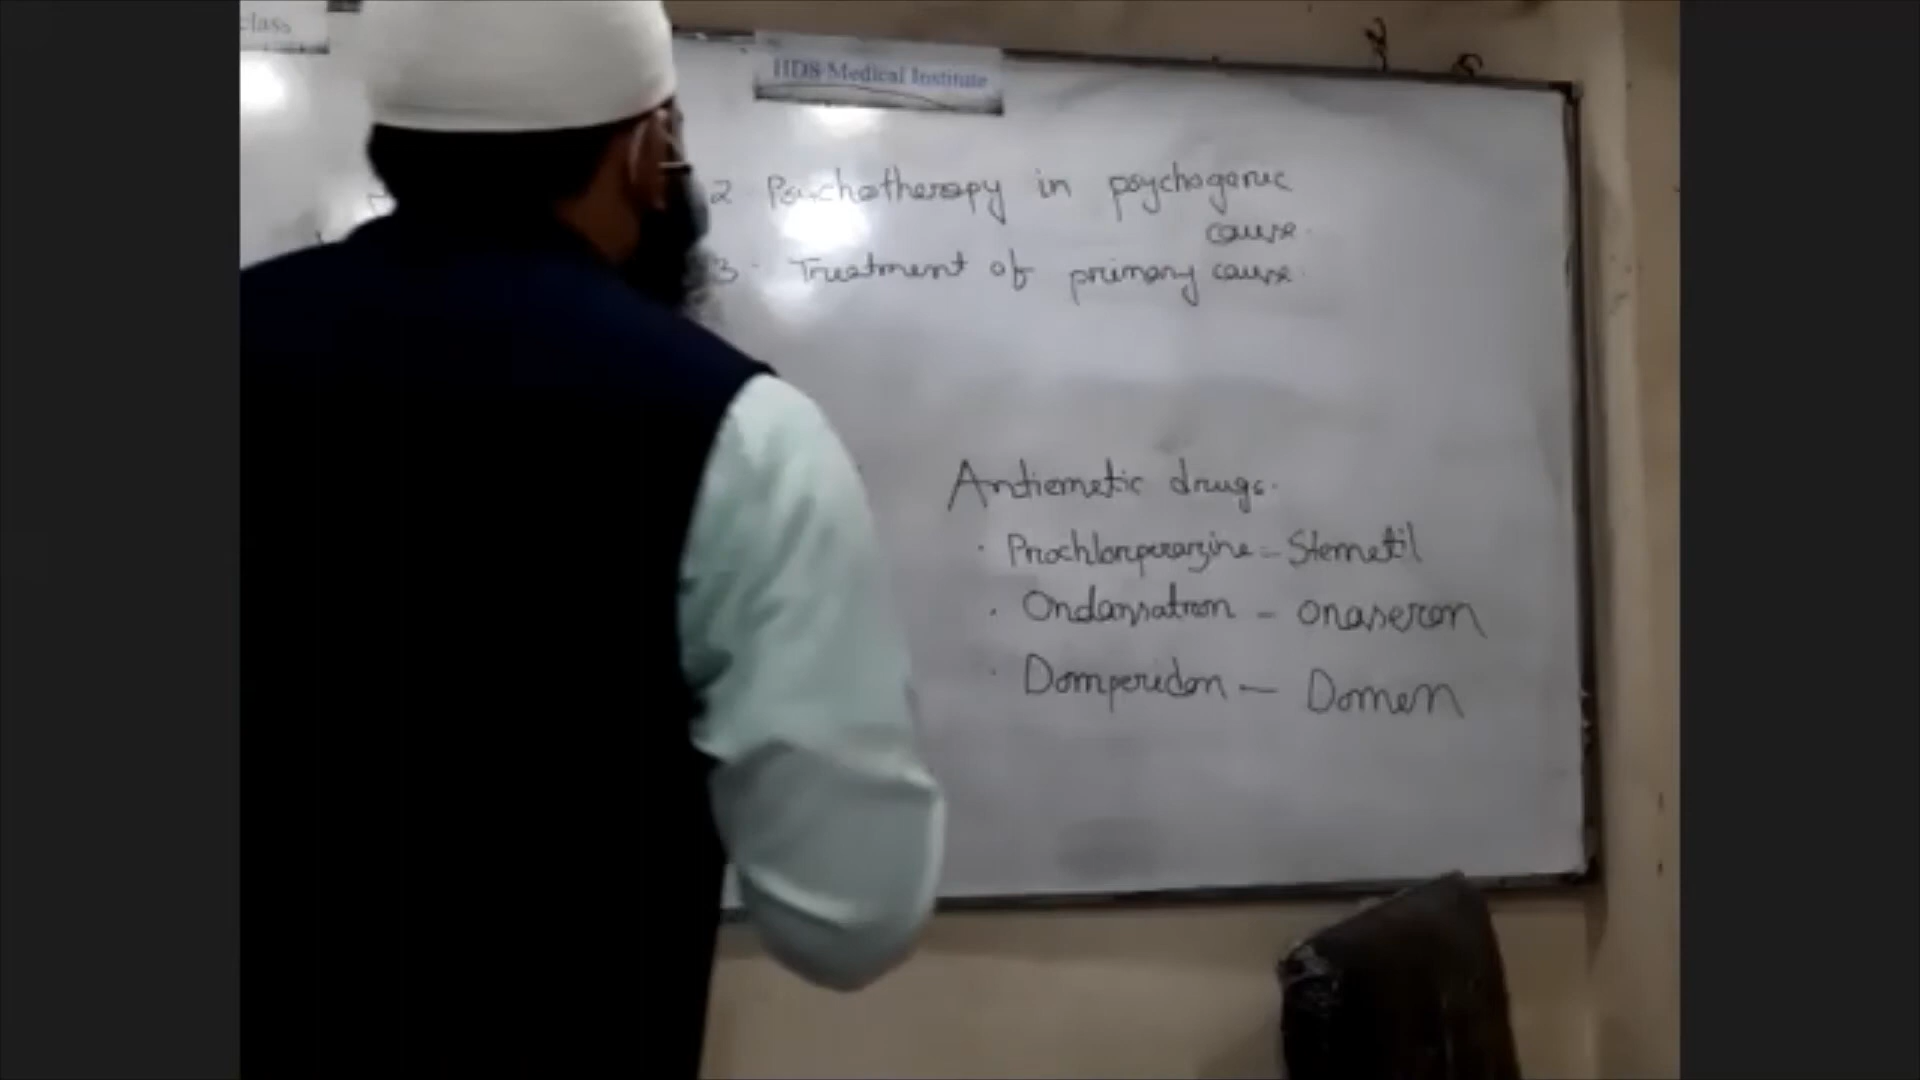 class
HDS Medical Institute
2 Psychotherapy in psychogenic
cause.
3. Treatment of primary cause.
Antiemetic drugs.
· Prochlorperazine - Stemetil
· Ondansatron - Onaseron
· Domperidon - Domen